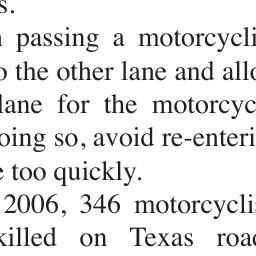 s.
passing a motorcycli
the other lane and allo
lane for the motorcyc
oing so, avoid re-enteri
too quickly.
2006, 346 motorcyclis
killed on Texas road